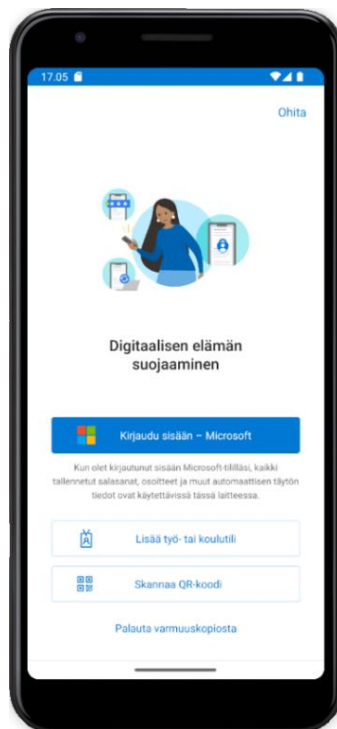 17.05
Ohita
Digitaalisen elämän
suojaaminen
Kirjaudu sisään – Microsoft
Kun olet kirjautunut sisään Microsoft-tililläsi, kaikki
tallennetut salasanat, osoitteet ja muut automaattisen täytön
tiedot ovat käytettävissä tässä laitteessa.
Lisää työ- tai koulutili
Skannaa QR-koodi
Palauta varmuuskopiosta